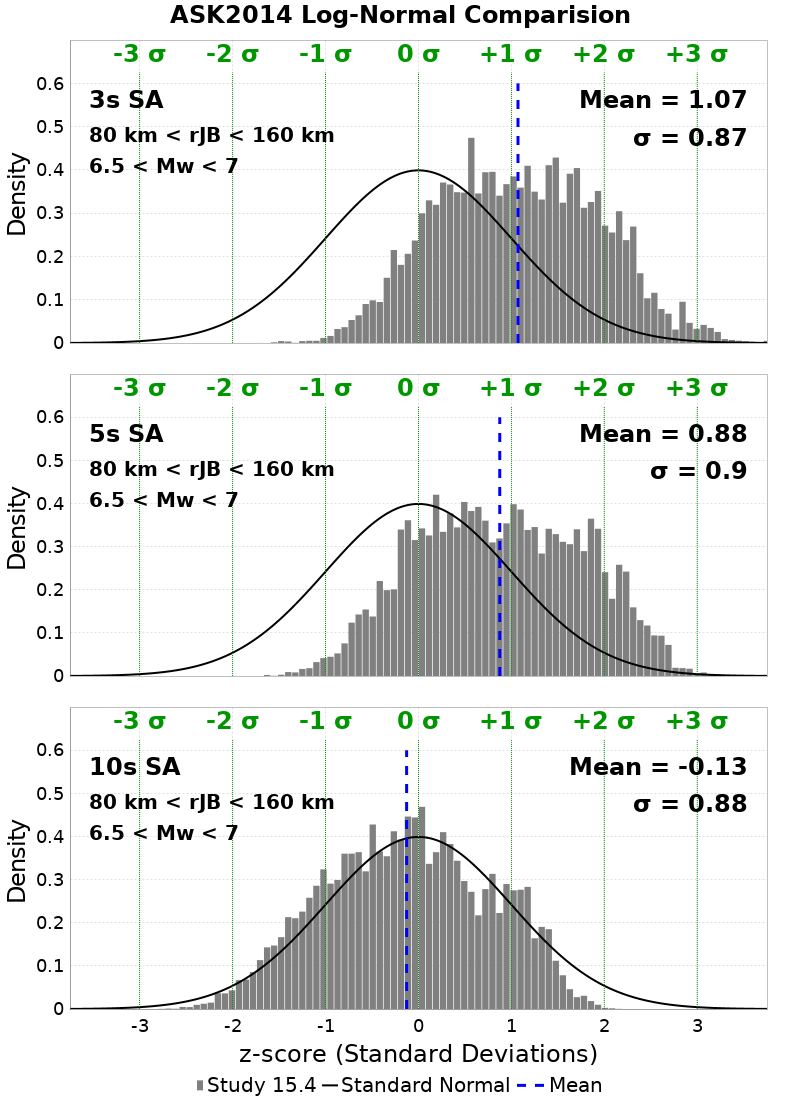 ASK2014 Log-Normal Comparision
-3 σ -2 σ -1 σ 0 σ +1 σ +2 σ +3 σ
0.6
3s SA
Mean = 1.07
0.5
80 km < rJB < 160 km
σ = 0.87
6.5 < Mw < 7
0.4
0.3
0.2
0.1
0
Density
-3 σ -2 σ -1 σ 0 σ +1 σ +2 σ +3 σ
0.6
5s SA
Mean = 0.88
0.5
80 km < rJB < 160 km
σ = 0.9
6.5 < Mw < 7
0.4
0.3
0.2
0.1
0
Density
-3 σ -2 σ -1 σ 0 σ +1 σ +2 σ +3 σ
0.6
10s SA
Mean = -0.13
0.5
80 km < rJB < 160 km
σ = 0.88
6.5 < Mw < 7
0.4
0.3
0.2
0.1
0
Density
-3 -2 -1 0 1 2 3
z-score (Standard Deviations)
Study 15.4 Standard Normal Mean